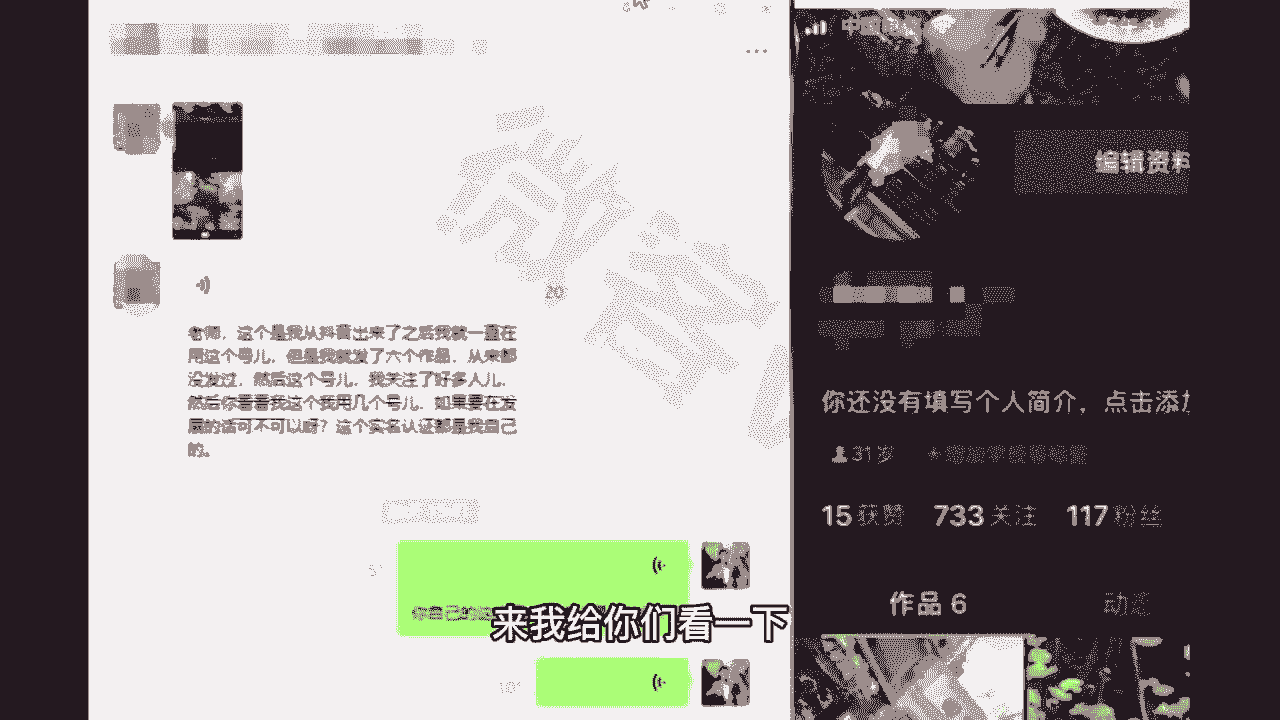 老师，这个是我从抖音出来了之后我就一直在
用这个号儿，但是我就发了六个作品，从来都
没发过，然后这个号儿，我关注了好多人儿，
然后你看看我这个我用几个号儿，如果要在发
展的话可不可以呀？这个实名认证都是我自己
的。
20
你自己的
来我给你们看一下
编辑资料
你还没有填写个人简介，点击添加
31岁
15 获赞 733 关注 117 粉丝
作品 6
动态